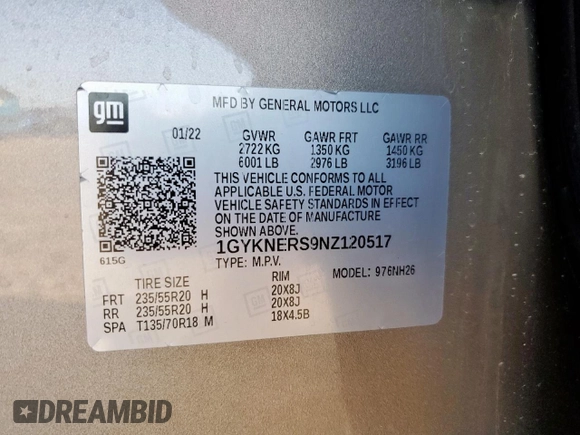 gm
MFD BY GENERAL MOTORS LLC
01/22 GVWR GAWR FRT GAWR RR
2722 KG 1350 KG 1450 KG
6001 LB 2976 LB 3196 LB
THIS VEHICLE CONFORMS TO ALL
APPLICABLE U.S. FEDERAL MOTOR
VEHICLE SAFETY STANDARDS IN EFFECT
ON THE DATE OF MANUFACTURE
SHOWN ABOVE.
1GYKNERS9NZ120517
615G
TYPE: M.P.V.
MODEL: 976NH26
TIRE SIZE RIM
FRT 235/55R20 H 20X8J
RR 235/55R20 H 20X8J
SPA T135/70R18 M 18X4.5B
DREAMBID